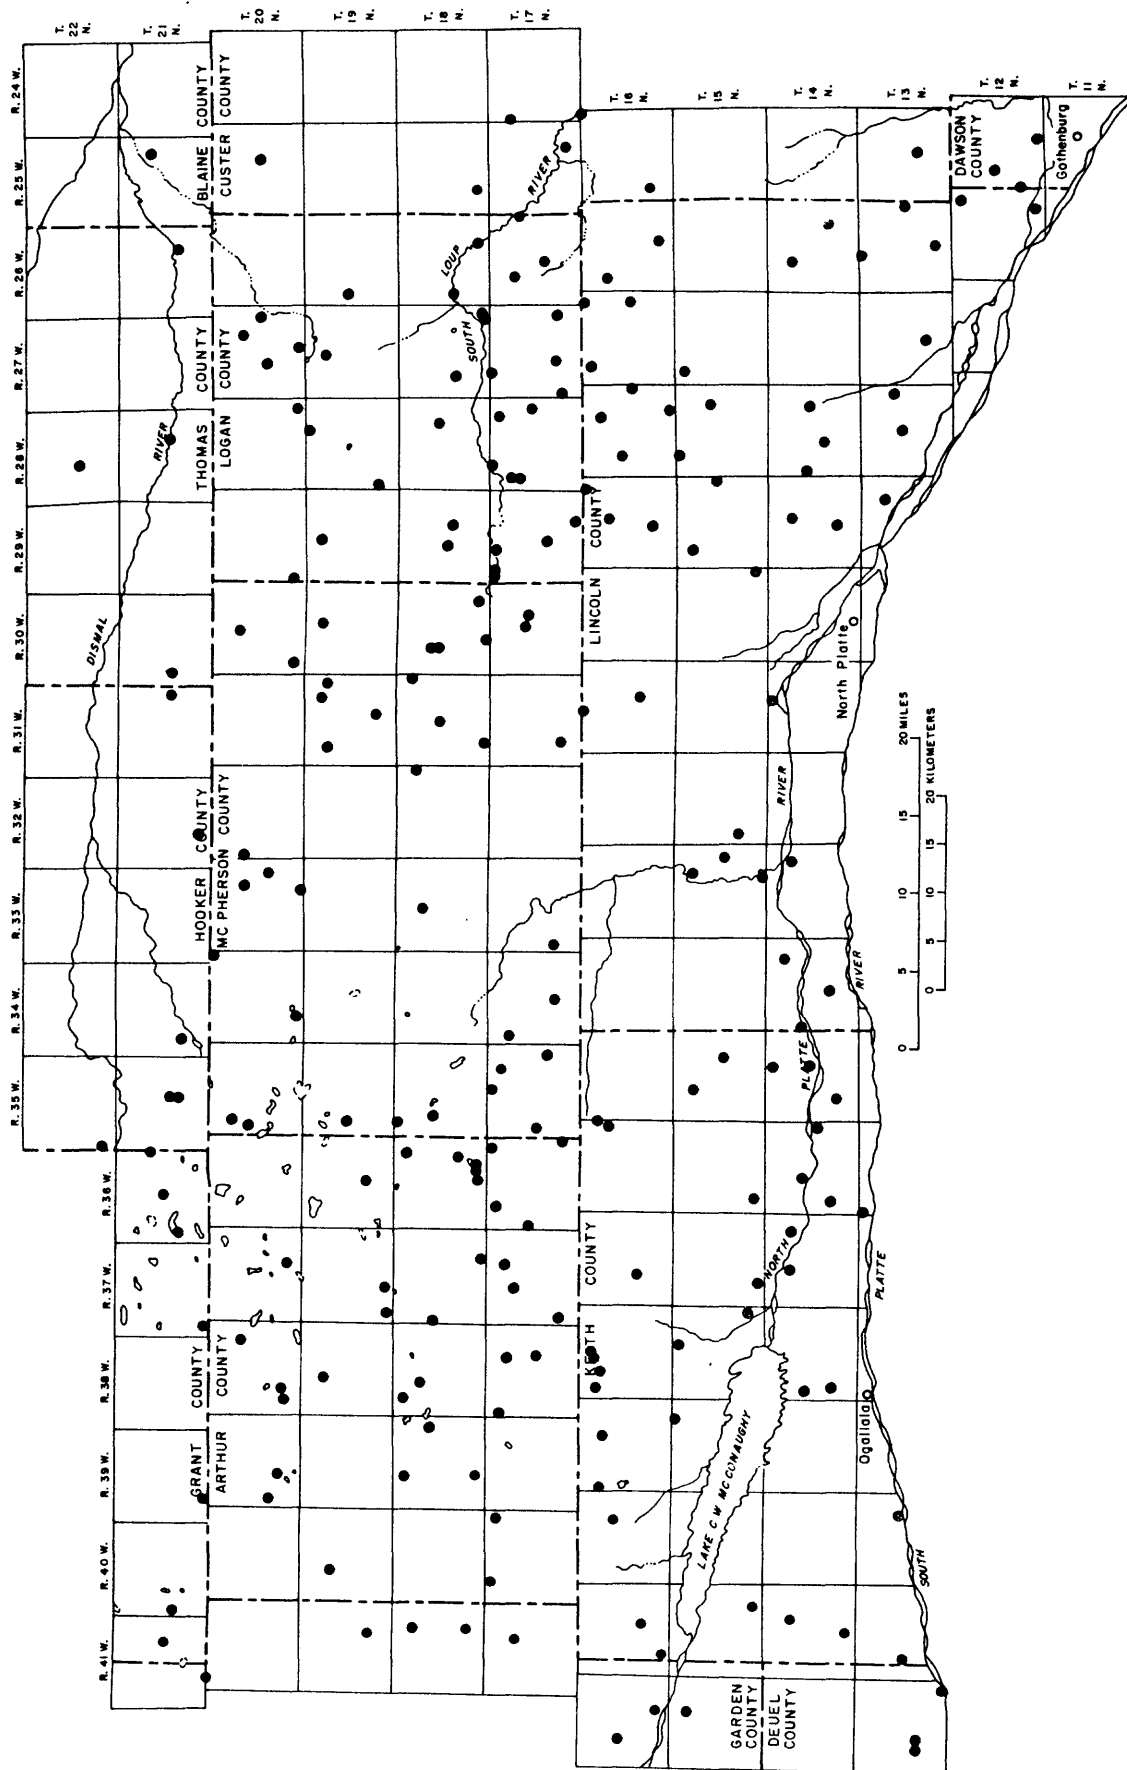 R. 41 W.
R. 40 W.
R. 39 W.
R. 38 W.
R. 37 W.
R. 36 W.
R. 35 W.
R. 34 W.
R. 33 W.
R. 32 W.
R. 31 W.
R. 30 W.
R. 29 W.
R. 28 W.
R. 27 W.
R. 26 W.
R. 25 W.
R. 24 W.
T. 22 N.
T. 21 N.
T. 20 N.
T. 19 N.
T. 18 N.
T. 17 N.
T. 16 N.
T. 15 N.
T. 14 N.
T. 13 N.
T. 12 N.
T. 11 N.
DISMAL
RIVER
GRANT COUNTY
ARTHUR COUNTY
HOOKER COUNTY
MC PHERSON COUNTY
THOMAS COUNTY
LOGAN COUNTY
BLAINE COUNTY
CUSTER COUNTY
SOUTH
LOUP
RIVER
KEITH COUNTY
LINCOLN COUNTY
GARDEN COUNTY
DEUEL COUNTY
DAWSON COUNTY
LAKE C W MC CONAUGHY
NORTH
PLATTE
RIVER
SOUTH
PLATTE
RIVER
Ogallala
North Platte
Gothenburg
0 5 10 15 20 MILES
0 5 10 15 20 KILOMETERS